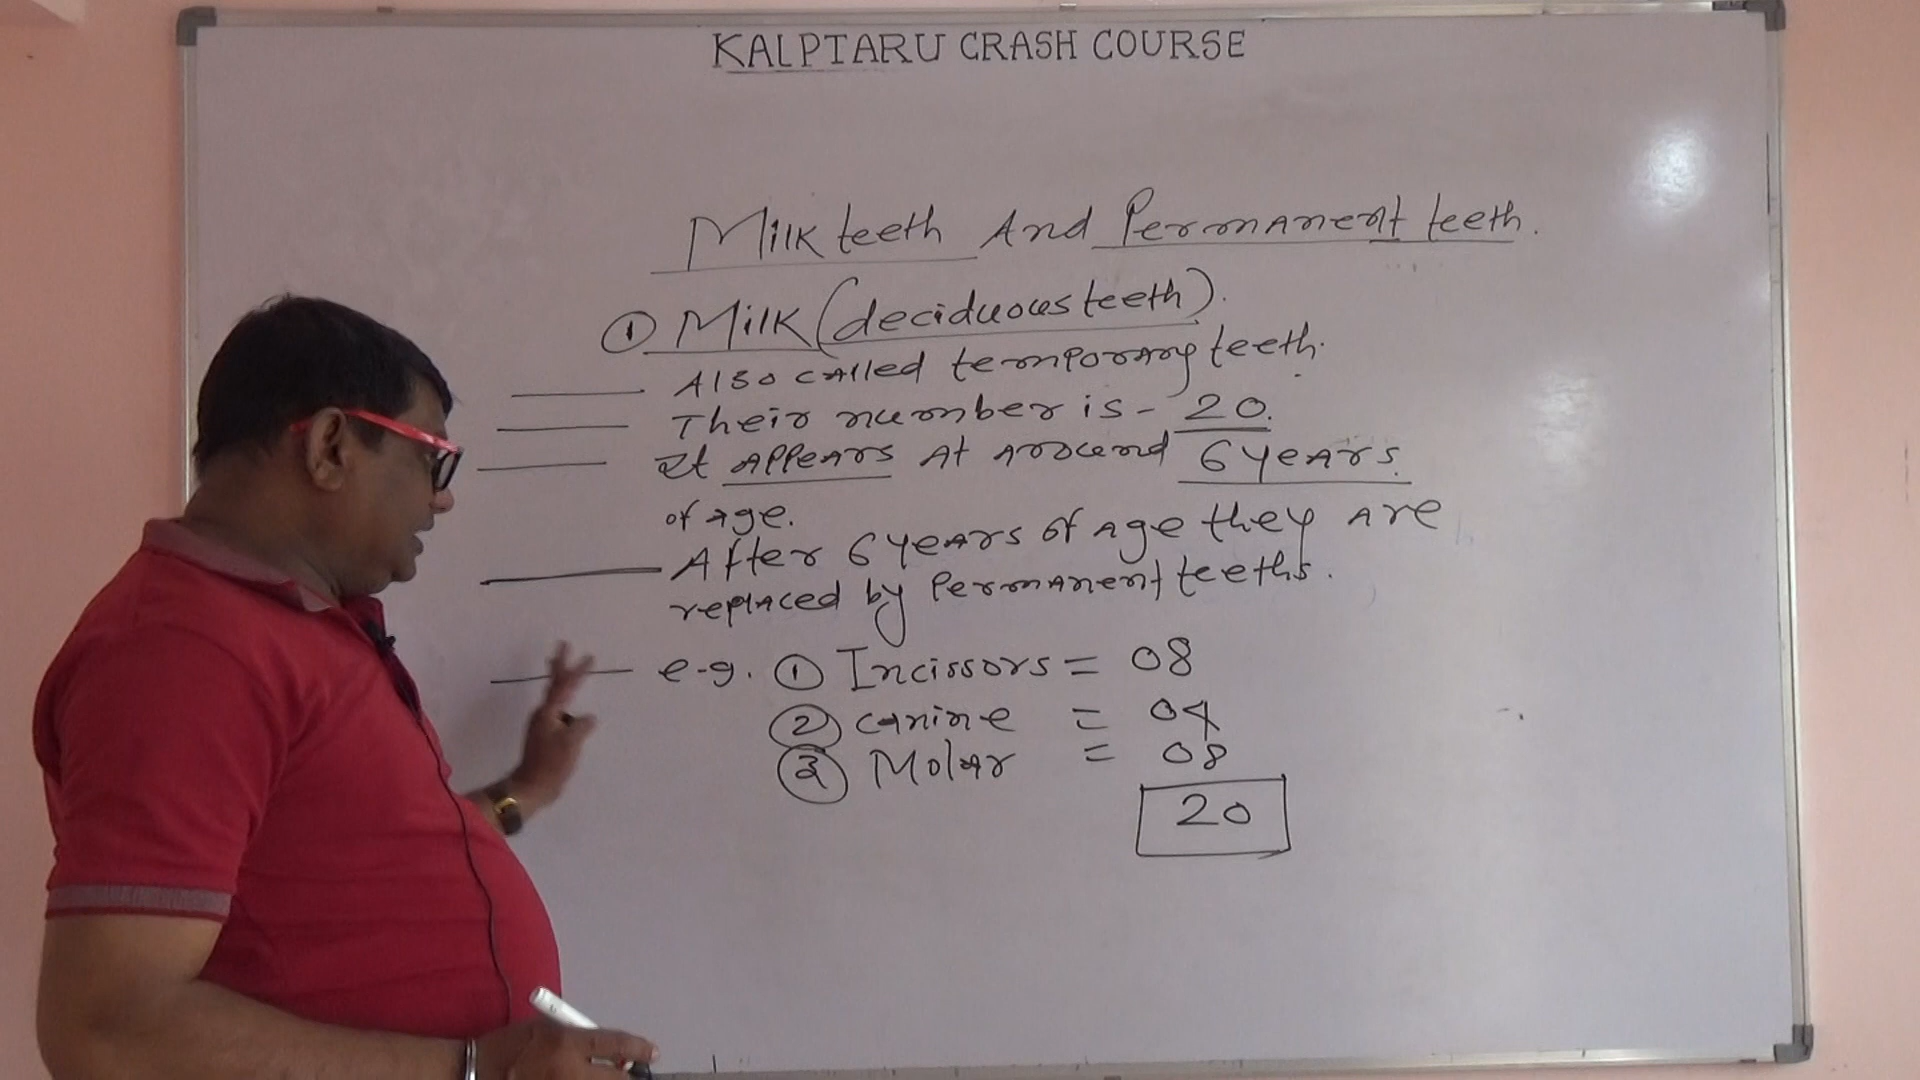 KALPTARU CRASH COURSE
Milk teeth And Permanent teeth.
① Milk (deciduous teeth).
Also called temporary teeth.
Their number is - 20.
It appears At around 6 years.
of age.
After 6 years of age they are
replaced by Permanent teeths.
e-g. ① Incissors = 08
② canine = 04
③ Molar = 08
20